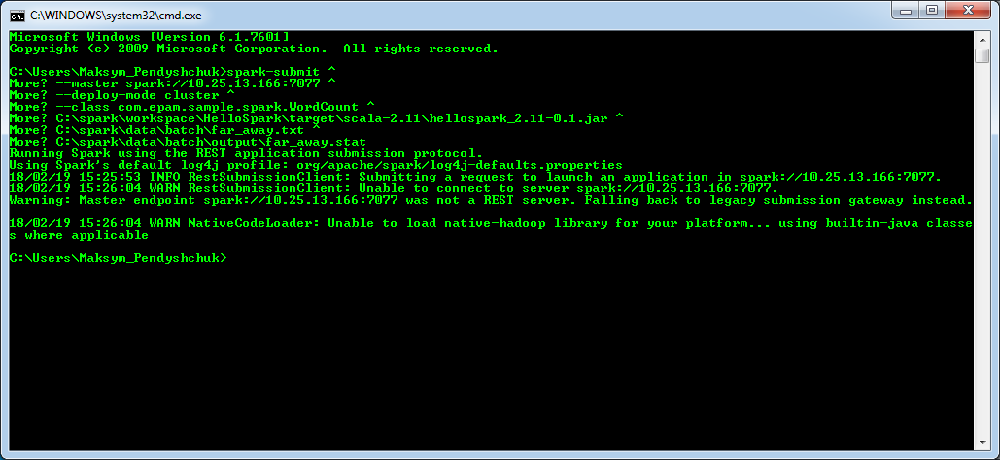 C:\WINDOWS\system32\cmd.exe
Microsoft Windows [Version 6.1.7601]
Copyright (c) 2009 Microsoft Corporation.  All rights reserved.
C:\Users\Maksym_Pendyshchuk>spark-submit ^
More? --master spark://10.25.13.166:7077 ^
More? --deploy-mode cluster ^
More? --class com.epam.sample.spark.WordCount ^
More? C:\spark\workspace\HelloSpark\target\scala-2.11\hellospark_2.11-0.1.jar ^
More? C:\spark\data\batch\far_away.txt ^
More? C:\spark\data\batch\output\far_away.stat
Running Spark using the REST application submission protocol.
Using Spark's default log4j profile: org/apache/spark/log4j-defaults.properties
18/02/19 15:25:53 INFO RestSubmissionClient: Submitting a request to launch an application in spark://10.25.13.166:7077.
18/02/19 15:26:04 WARN RestSubmissionClient: Unable to connect to server spark://10.25.13.166:7077.
Warning: Master endpoint spark://10.25.13.166:7077 was not a REST server. Falling back to legacy submission gateway instead.
18/02/19 15:26:04 WARN NativeCodeLoader: Unable to load native-hadoop library for your platform... using builtin-java classe
s where applicable
C:\Users\Maksym_Pendyshchuk>